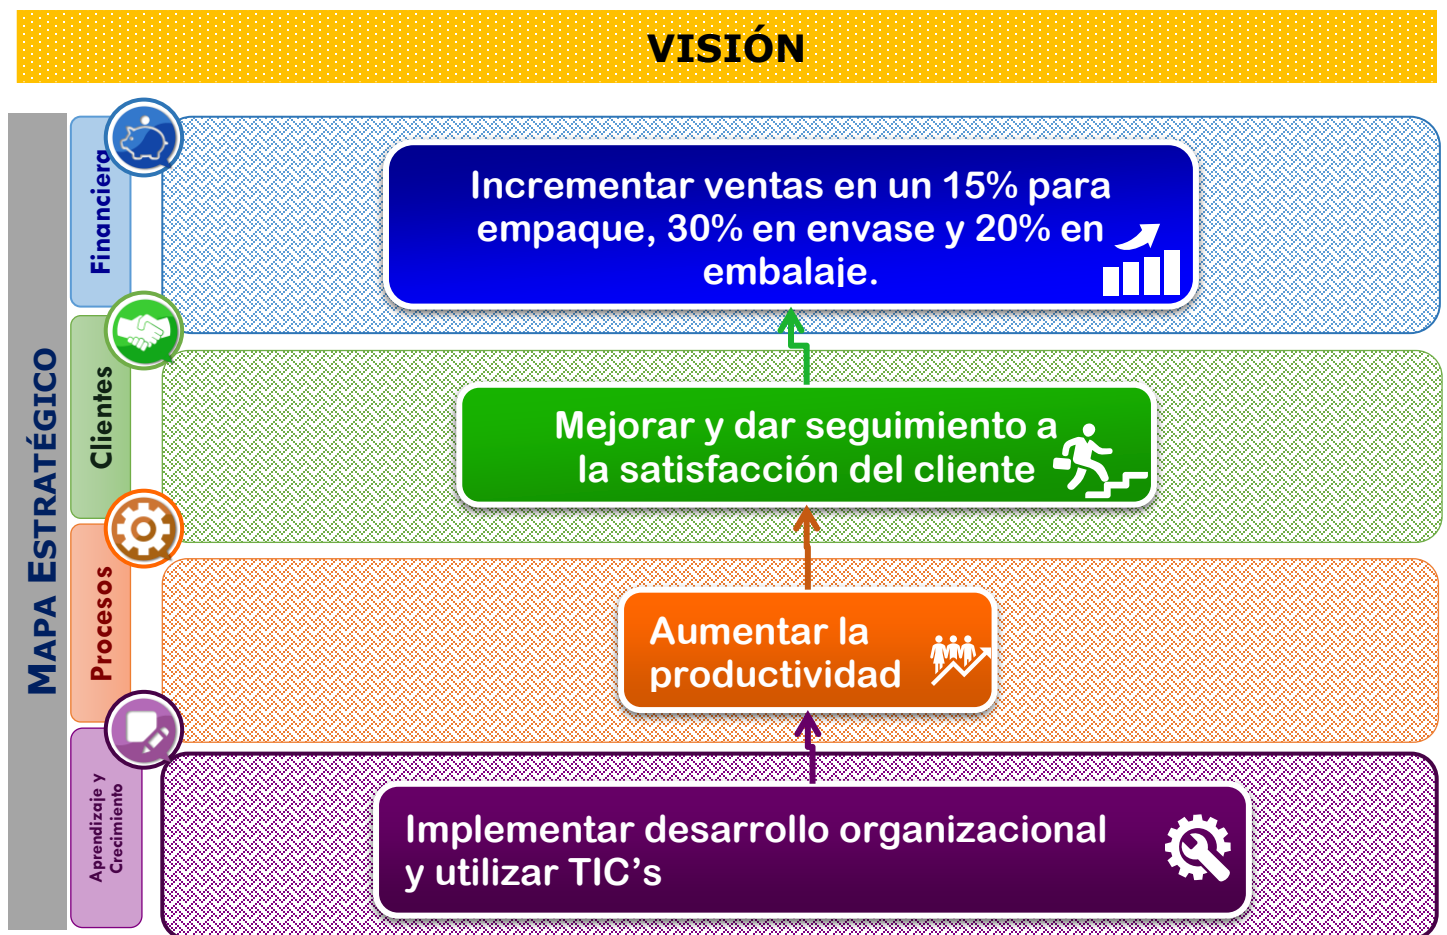 VISIÓN
MAPA ESTRATÉGICO
Financiera
Incrementar ventas en un 15% para
empaque, 30% en envase y 20% en
embalaje.
Clientes
Mejorar y dar seguimiento a
la satisfacción del cliente
Procesos
Aumentar la
productividad
Aprendizaje y
Crecimiento
Implementar desarrollo organizacional
y utilizar TIC’s